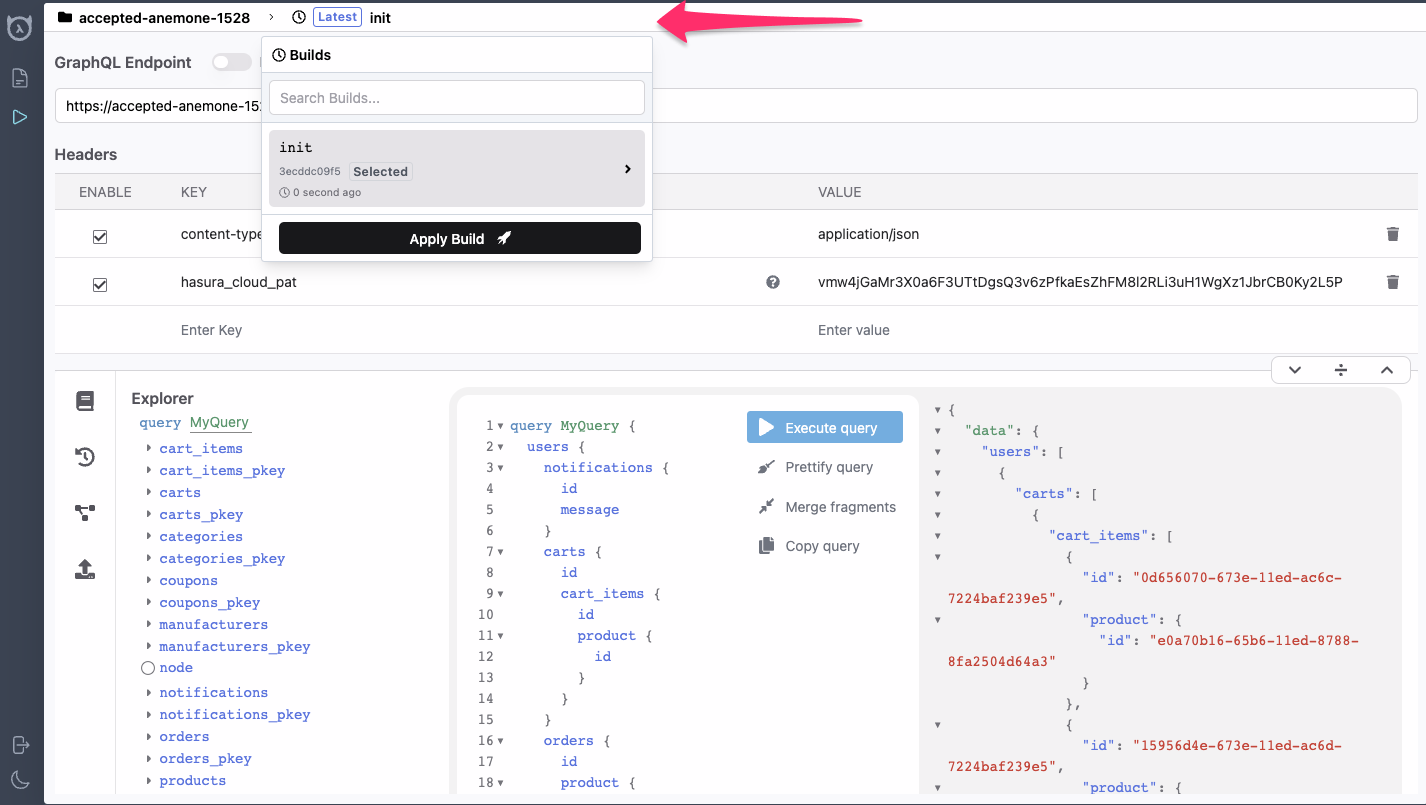 accepted-anemone-1528 › Latest init
Builds
GraphQL Endpoint
Search Builds...
https://accepted-anemone-15
init
3ecddc09f5 Selected
0 second ago
Apply Build
Headers
ENABLE KEY VALUE
content-type application/json
hasura_cloud_pat vmw4jGaMr3X0a6F3UTtDgsQ3v6zPfkaEsZhFM8l2RLi3uH1WgXz1JbrCB0Ky2L5P
Enter Key Enter value
Explorer
query MyQuery
cart_items
cart_items_pkey
carts
carts_pkey
categories
categories_pkey
coupons
coupons_pkey
manufacturers
manufacturers_pkey
node
notifications
notifications_pkey
orders
orders_pkey
products
1 query MyQuery {
2 users {
3 notifications {
4 id
5 message
6 }
7 carts {
8 id
9 cart_items {
10 id
11 product {
12 id
13 }
14 }
15 }
16 orders {
17 id
18 product {
Execute query
Prettify query
Merge fragments
Copy query
{
"data": {
"users": [
{
"carts": [
{
"cart_items": [
{
"id": "0d656070-673e-11ed-ac6c-
7224baf239e5",
"product": {
"id": "e0a70b16-65b6-11ed-8788-
8fa2504d64a3"
}
},
{
"id": "15956d4e-673e-11ed-ac6d-
7224baf239e5",
"product": {